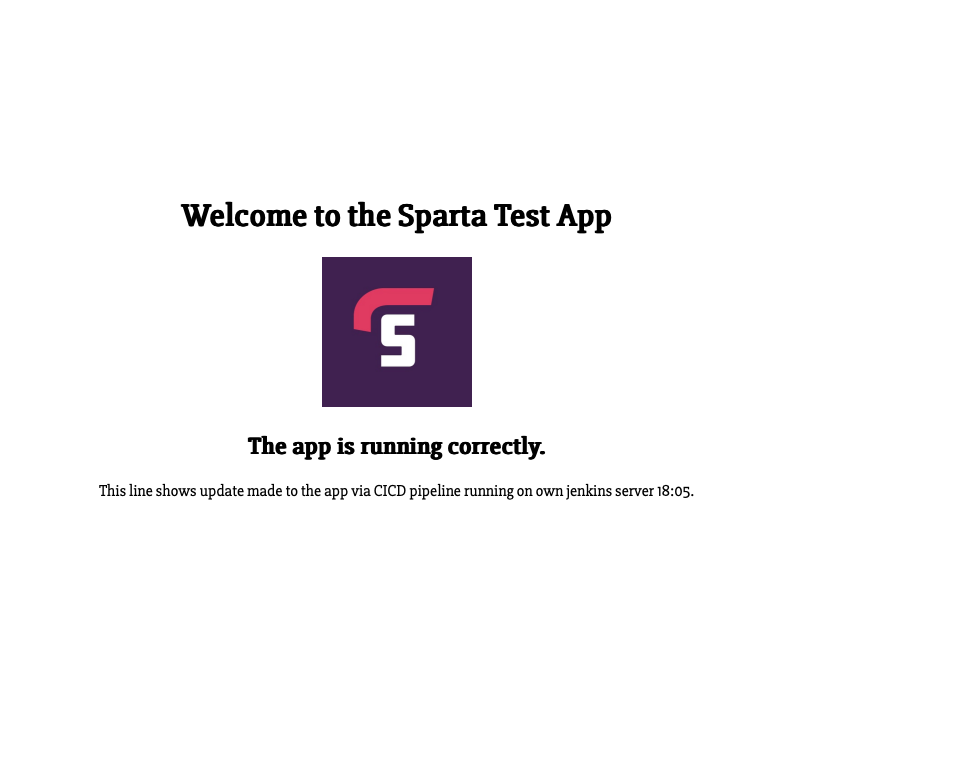 Welcome to the Sparta Test App
S
The app is running correctly.
This line shows update made to the app via CICD pipeline running on own jenkins server 18:05.